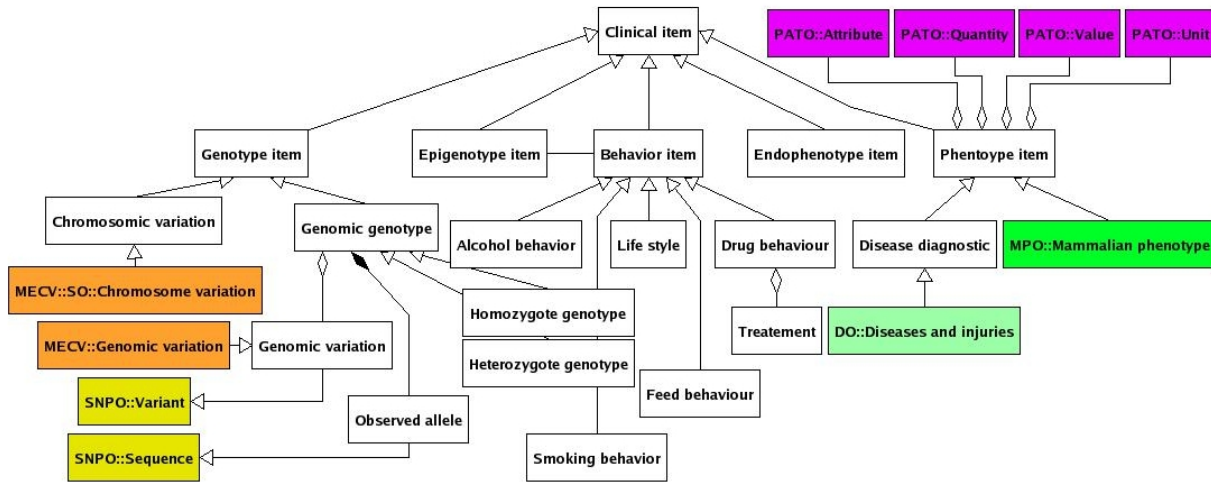 Clinical item
PATO::Attribute
PATO::Quantity
PATO::Value
PATO::Unit
Genotype item
Epigenotype item
Behavior item
Endophenotype item
Phentoype item
Chromosomic variation
Genomic genotype
Alcohol behavior
Life style
Drug behaviour
Disease diagnostic
MPO::Mammalian phenotype
MECV::SO::Chromosome variation
Homozygote genotype
MECV::Genomic variation
Genomic variation
Heterozygote genotype
Treatement
DO::Diseases and injuries
SNPO::Variant
Observed allele
Feed behaviour
SNPO::Sequence
Smoking behavior